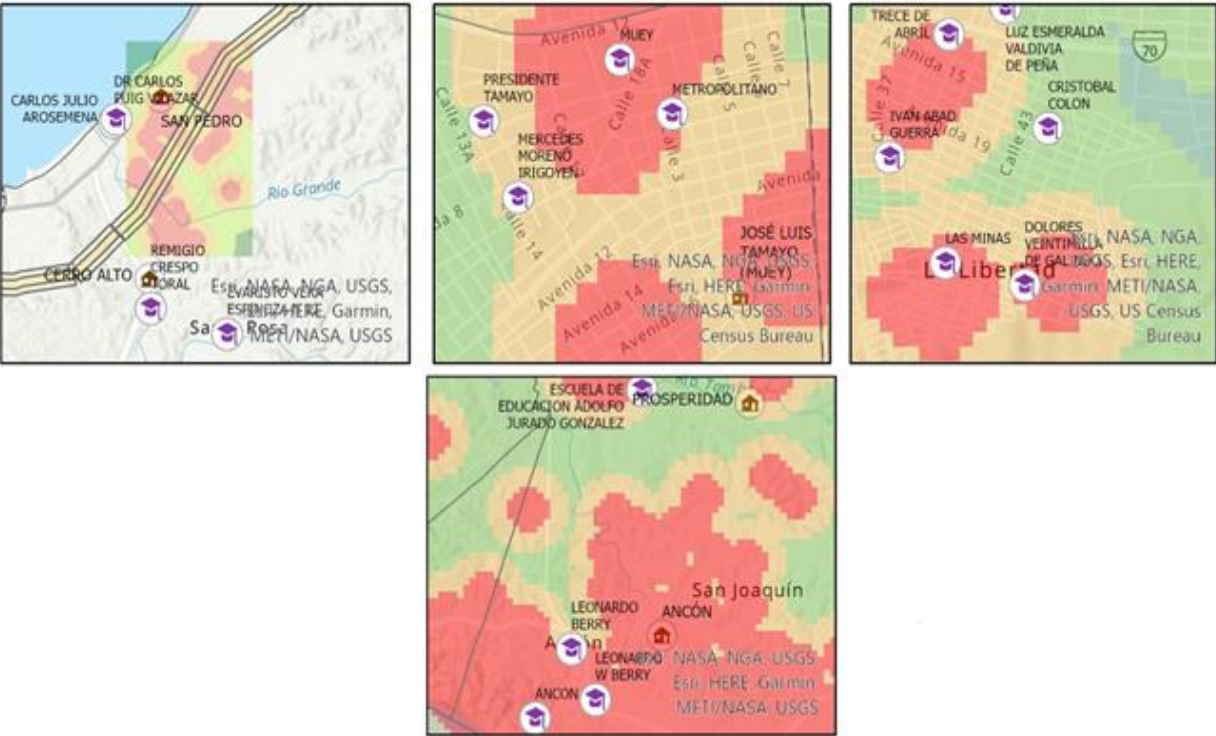 DR CARLOS
PUIG VILAZAR
CARLOS JULIO
AROSEMENA
SAN PEDRO
Rio Grande
REMIGIO
CRESPO
TORAL
CERRO ALTO
Esri, NASA, NGA, USGS,
Esri, HERE, Garmin,
METI/NASA, USGS
Avenida 12
MUEY
Calle 7
PRESIDENTE
TAMAYO
Calle 18A
METROPOLITANO
Calle 13A
MERCEDES
MORENO
IRIGOYEN
Calle 3
Avenida
Calle 14
Avenida 12
JOSÉ LUIS
TAMAYO
(MUEY)
Avenida 14
Esri, NASA, NGA, USGS,
Esri, HERE, Garmin,
METI/NASA, USGS, US
Census Bureau
TRECE DE
ABRIL
LUZ ESMERALDA
VALDIVIA
DE PEÑA
70
Avenida 15
CRISTOBAL
COLON
Calle 37
IVAN ABAD
GUERRA
Avenida 19
Calle 43
LAS MINAS
DOLORES
VEINTIMILLA
DE GALINDO
La Libertad
Esri, NASA, NGA,
USGS, Esri, HERE,
Garmin, METI/NASA,
USGS, US Census
Bureau
ESCUELA DE
EDUCACION ADOLFO
JURADO GONZALEZ
PROSPERIDAD
San Joaquín
LEONARDO
BERRY
ANCÓN
Ancón
LEONARDO
W BERRY
ANCON
NASA, NGA, USGS,
Esri, HERE, Garmin,
METI/NASA, USGS